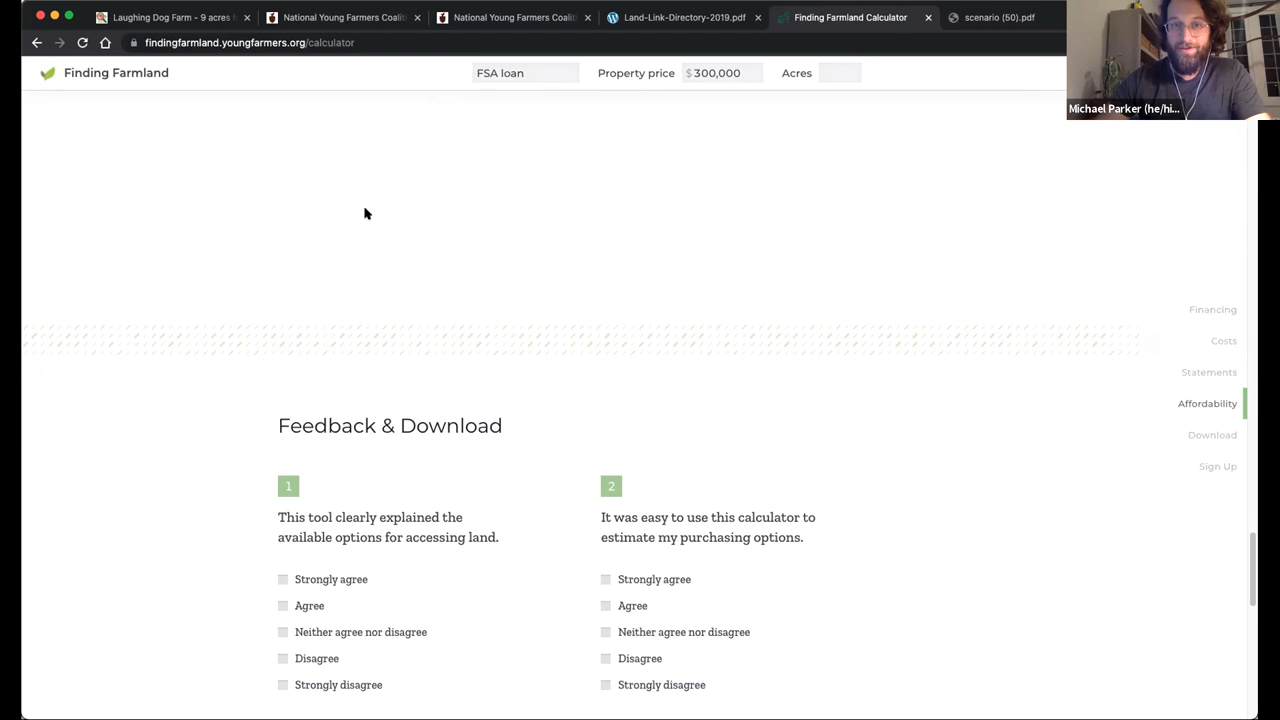 Laughing Dog Farm - 9 acres f
National Young Farmers Coalit
National Young Farmers Coalit
Land-Link-Directory-2019.pdf
Finding Farmland Calculator
scenario (50).pdf
findingfarmland.youngfarmers.org/calculator
Finding Farmland
FSA loan
Property price
$ 300,000
Acres
Michael Parker (he/hi...
Financing
Costs
Statements
Affordability
Download
Sign Up
Feedback & Download
1
This tool clearly explained the
available options for accessing land.
Strongly agree
Agree
Neither agree nor disagree
Disagree
Strongly disagree
2
It was easy to use this calculator to
estimate my purchasing options.
Strongly agree
Agree
Neither agree nor disagree
Disagree
Strongly disagree